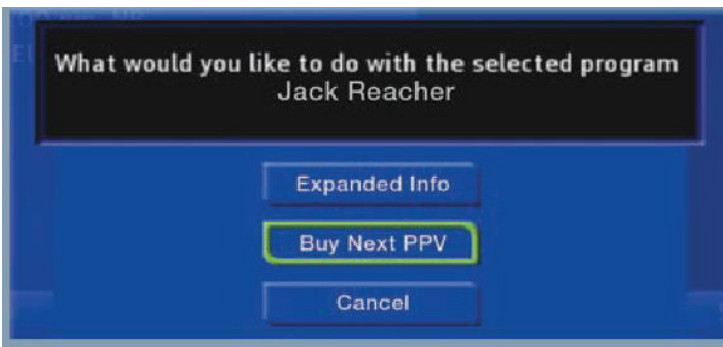 What would you like to do with the selected program
Jack Reacher
Expanded Info
Buy Next PPV
Cancel